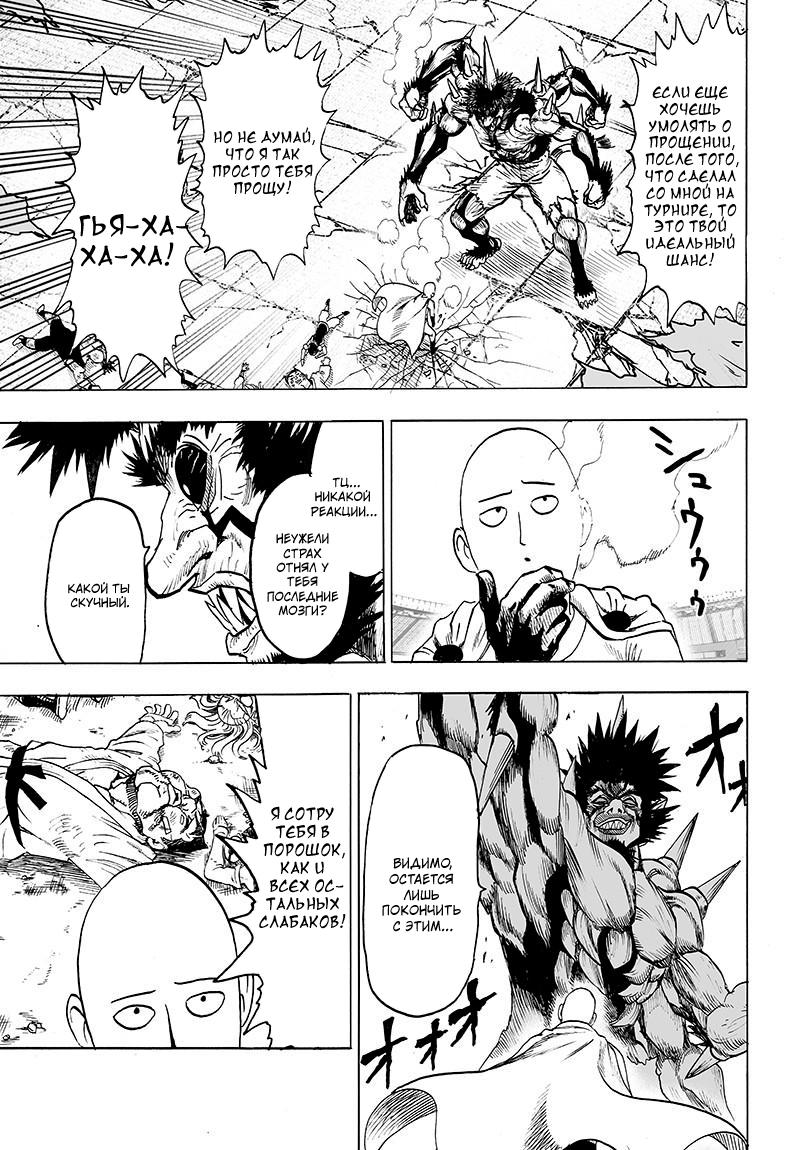 ЕСЛИ ЕЩЕ
ХОЧЕШЬ
УМОЛЯТЬ О
ПРОЩЕНИИ,
ПОСЛЕ ТОГО,
ЧТО СДЕЛАЛ
СО МНОЙ НА
ТУРНИРЕ, ТО
ЭТО ТВОЙ
ИДЕАЛЬНЫЙ
ШАНС!
НО НЕ ДУМАЙ,
ЧТО Я ТАК
ПРОСТО ТЕБЯ
ПРОЩУ!
ГЬЯ-ХА-
ХА-ХА!
シュウゥゥ
ТЦ...
НИКАКОЙ
РЕАКЦИИ...
НЕУЖЕЛИ
СТРАХ
ОТНЯЛ У
ТЕБЯ
ПОСЛЕДНИЕ
МОЗГИ?
КАКОЙ ТЫ
СКУЧНЫЙ.
オオ
ВИДИМО,
ОСТАЕТСЯ
ЛИШЬ
ПОКОНЧИТЬ
С ЭТИМ...
オオオ
Я СОТРУ
ТЕБЯ В
ПОРОШОК,
КАК И
ВСЕХ ОС-
ТАЛЬНЫХ
СЛАБАКОВ!